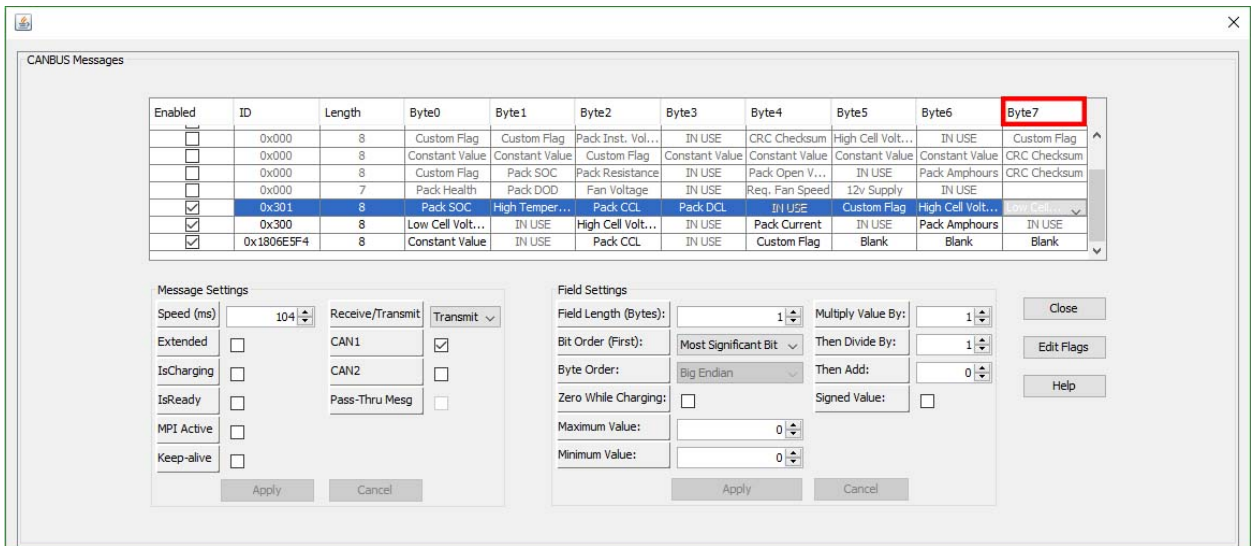 CANBUS Messages
Enabled ID Length Byte0 Byte1 Byte2 Byte3 Byte4 Byte5 Byte6 Byte7
0x000 8 Custom Flag Custom Flag Pack Inst. Vol... IN USE CRC Checksum High Cell Volt... IN USE Custom Flag
0x000 8 Constant Value Constant Value Custom Flag Constant Value Constant Value Constant Value Constant Value CRC Checksum
0x000 8 Custom Flag Pack SOC Pack Resistance IN USE Pack Open V... IN USE Pack Amphours CRC Checksum
0x000 7 Pack Health Pack DOD Fan Voltage IN USE Req. Fan Speed 12v Supply IN USE
0x301 8 Pack SOC High Temper... Pack CCL Pack DCL IN USE Custom Flag High Cell Volt... Low Cell...
0x300 8 Low Cell Volt... IN USE High Cell Volt... IN USE Pack Current IN USE Pack Amphours IN USE
0x1806E5F4 8 Constant Value IN USE Pack CCL IN USE Custom Flag Blank Blank Blank
Message Settings
Speed (ms) 104 Receive/Transmit Transmit
Extended CAN1
IsCharging CAN2
IsReady Pass-Thru Mesg
MPI Active
Keep-alive
Apply Cancel
Field Settings
Field Length (Bytes): 1 Multiply Value By: 1
Bit Order (First): Most Significant Bit Then Divide By: 1
Byte Order: Big Endian Then Add: 0
Zero While Charging: Signed Value:
Maximum Value: 0
Minimum Value: 0
Apply Cancel
Close
Edit Flags
Help